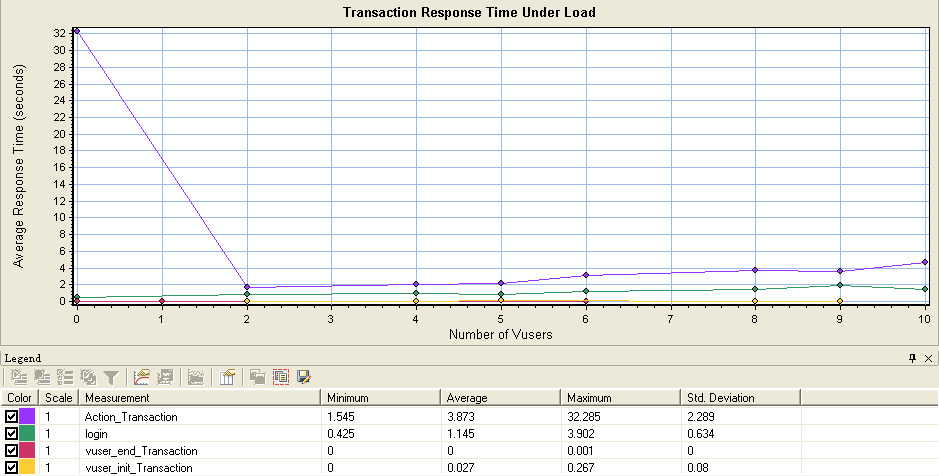 Transaction Response Time Under Load
Average Response Time (seconds)
32
30
28
26
24
22
20
18
16
14
12
10
8
6
4
2
0
0 1 2 3 4 5 6 7 8 9 10
Number of Vusers
Legend
Color Scale Measurement Minimum Average Maximum Std. Deviation
1 Action_Transaction 1.545 3.873 32.285 2.289
1 login 0.425 1.145 3.902 0.634
1 vuser_end_Transaction 0 0 0.001 0
1 vuser_init_Transaction 0 0.027 0.267 0.08